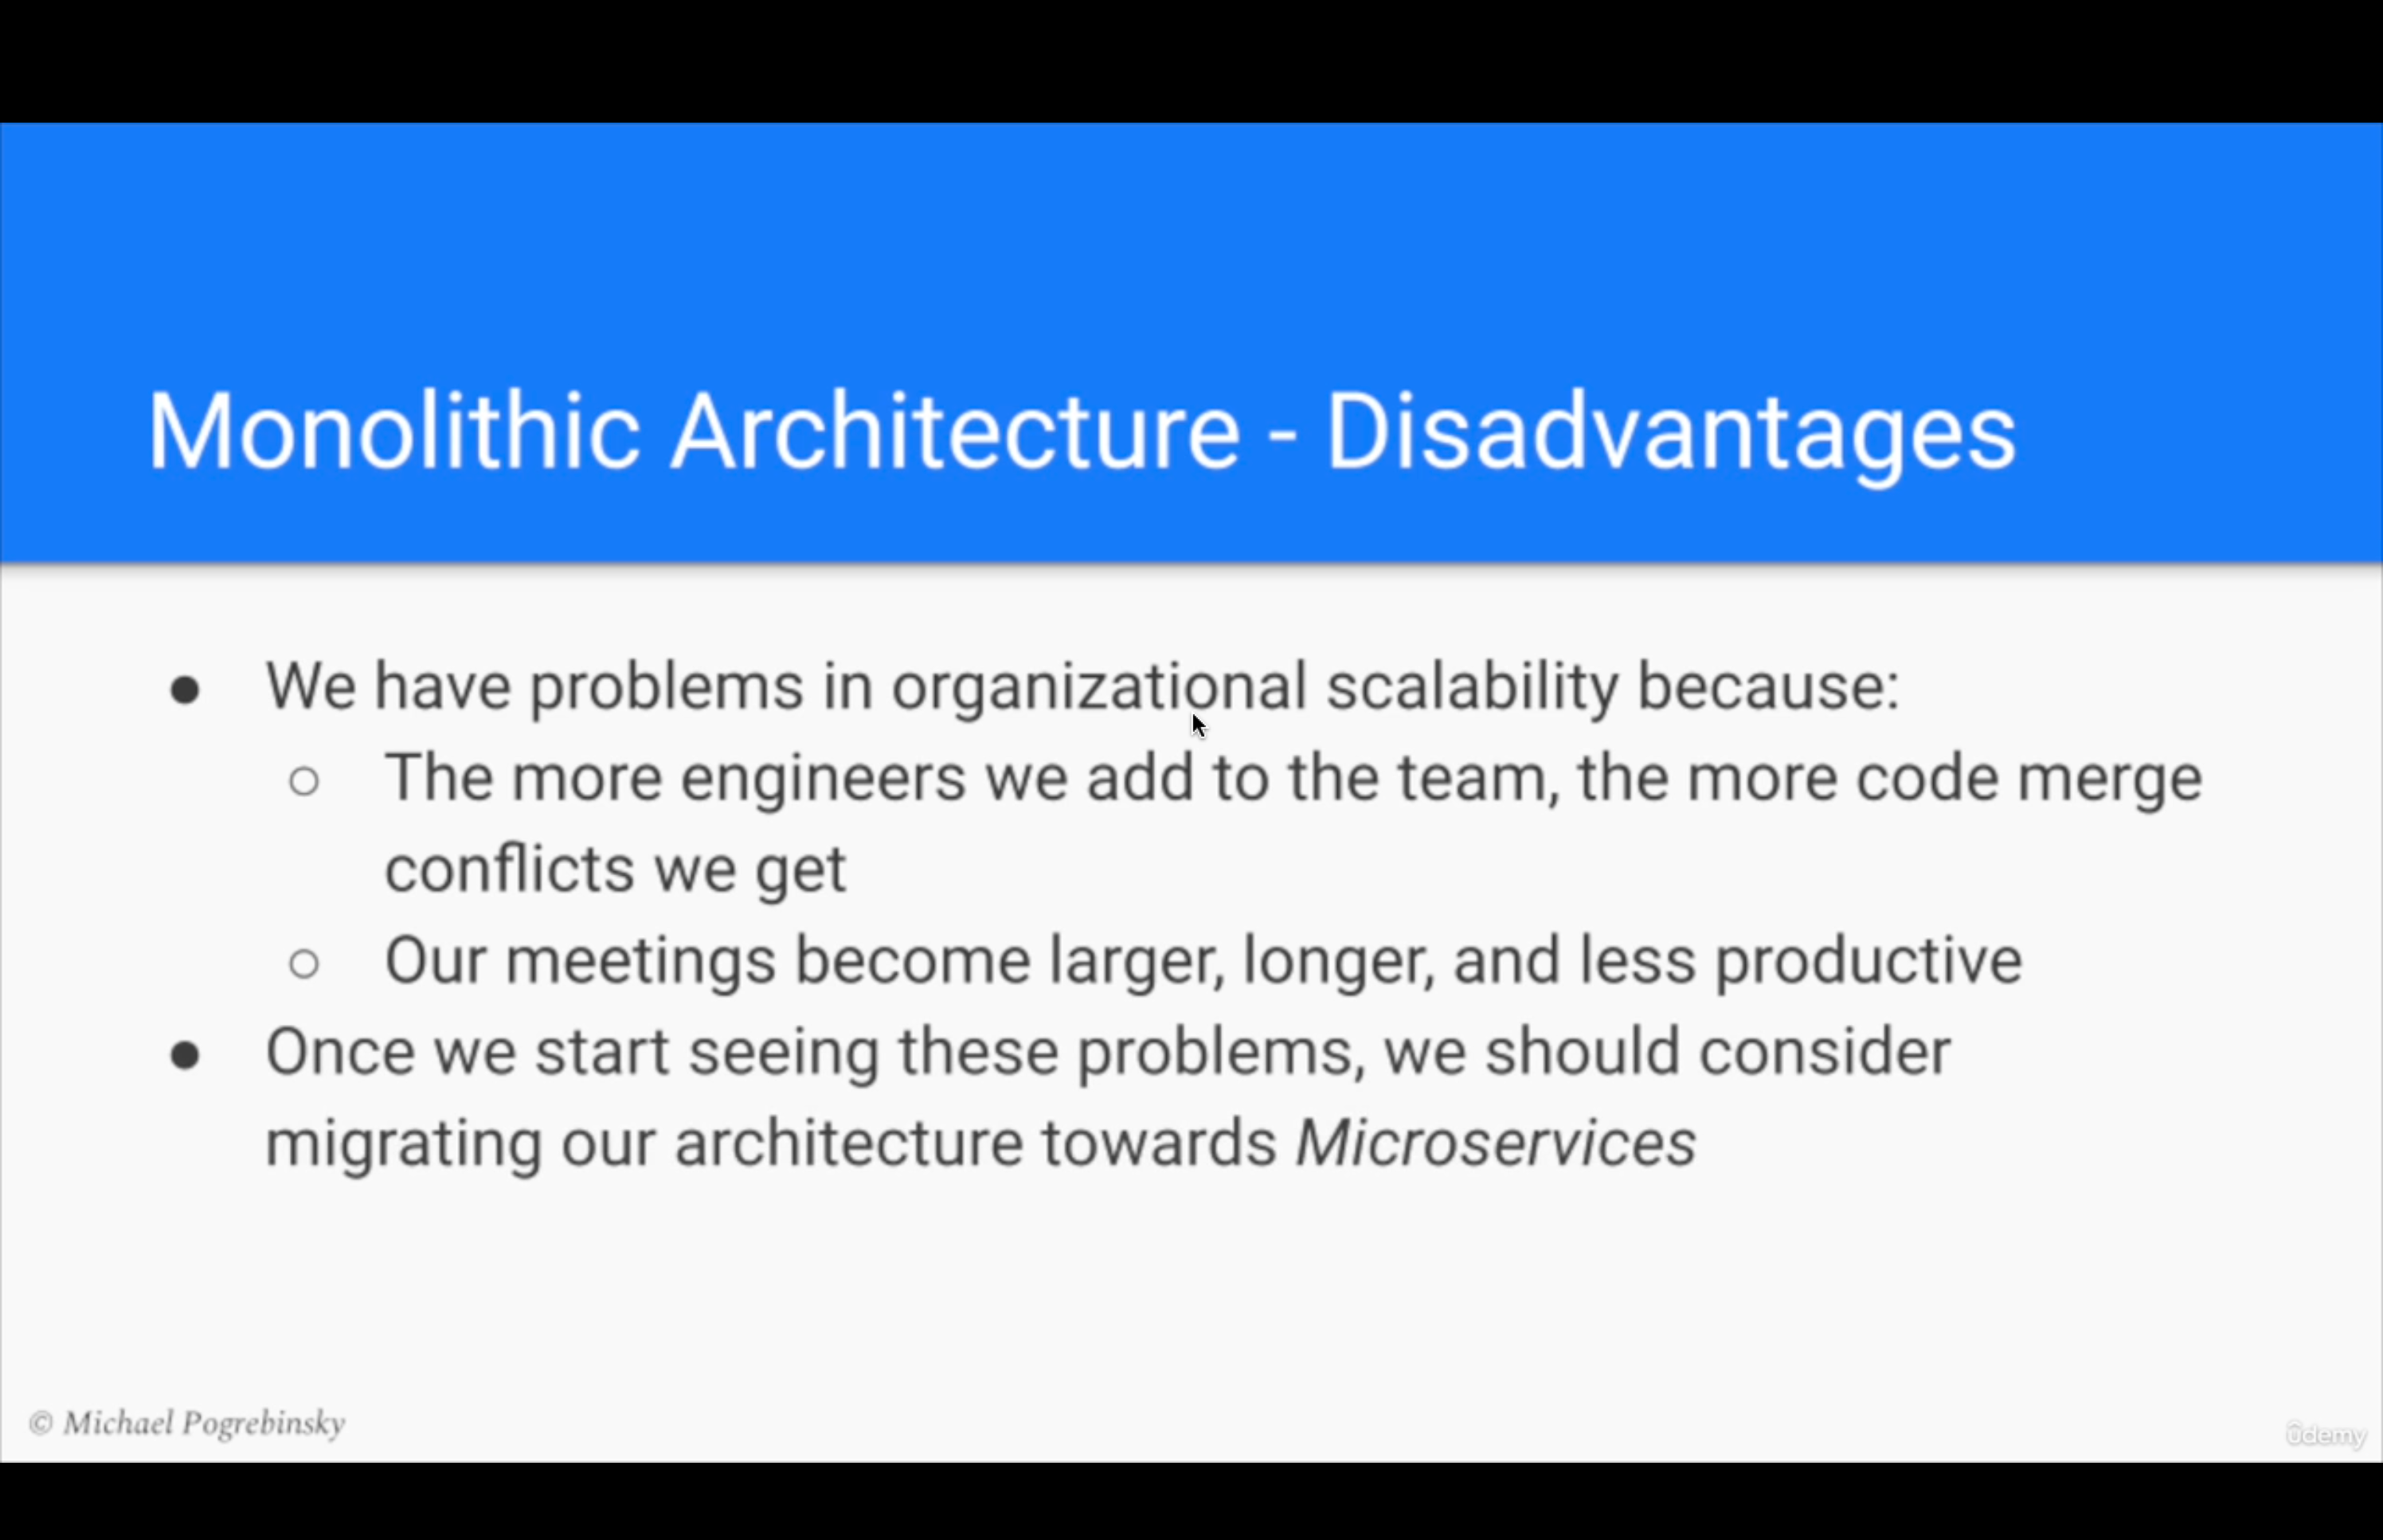 Monolithic Architecture - Disadvantages
● We have problems in organizational scalability because:
○ The more engineers we add to the team, the more code merge
conflicts we get
○ Our meetings become larger, longer, and less productive
● Once we start seeing these problems, we should consider
migrating our architecture towards Microservices
© Michael Pogrebinsky
ûdemy